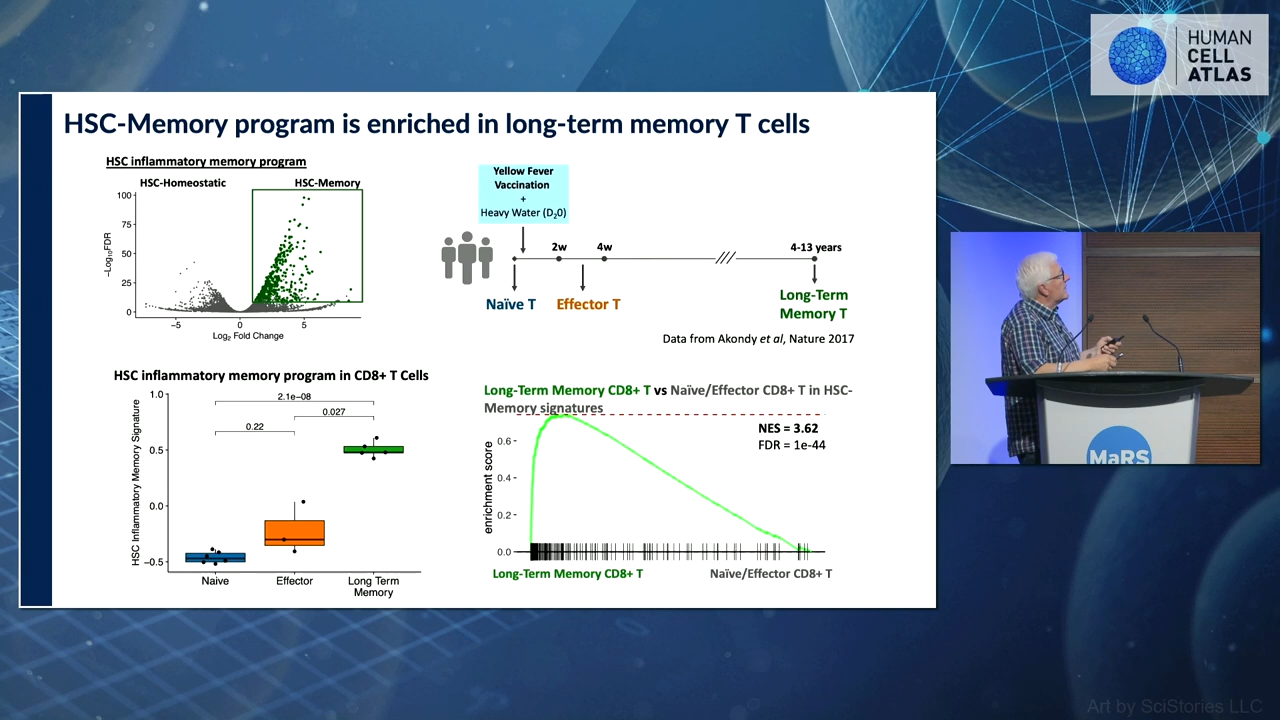 HUMAN
CELL
ATLAS
HSC-Memory program is enriched in long-term memory T cells
HSC inflammatory memory program
HSC-Homeostatic
HSC-Memory
100
75
50
25
0
−Log₁₀FDR
−5
0
5
Log₂ Fold Change
Yellow Fever
Vaccination
+
Heavy Water (D₂0)
2w
4w
4-13 years
Naïve T
Effector T
Long-Term
Memory T
Data from Akondy et al, Nature 2017
HSC inflammatory memory program in CD8+ T Cells
HSC Inflammatory Memory Signature
1.0
0.5
0.0
−0.5
2.1e−08
0.027
0.22
Naive
Effector
Long Term
Memory
Long-Term Memory CD8+ T vs Naïve/Effector CD8+ T in HSC-
Memory signatures
NES = 3.62
FDR = 1e-44
enrichment score
0.6
0.4
0.2
0.0
Long-Term Memory CD8+ T
Naïve/Effector CD8+ T
MaRS
Art by SciStories LLC